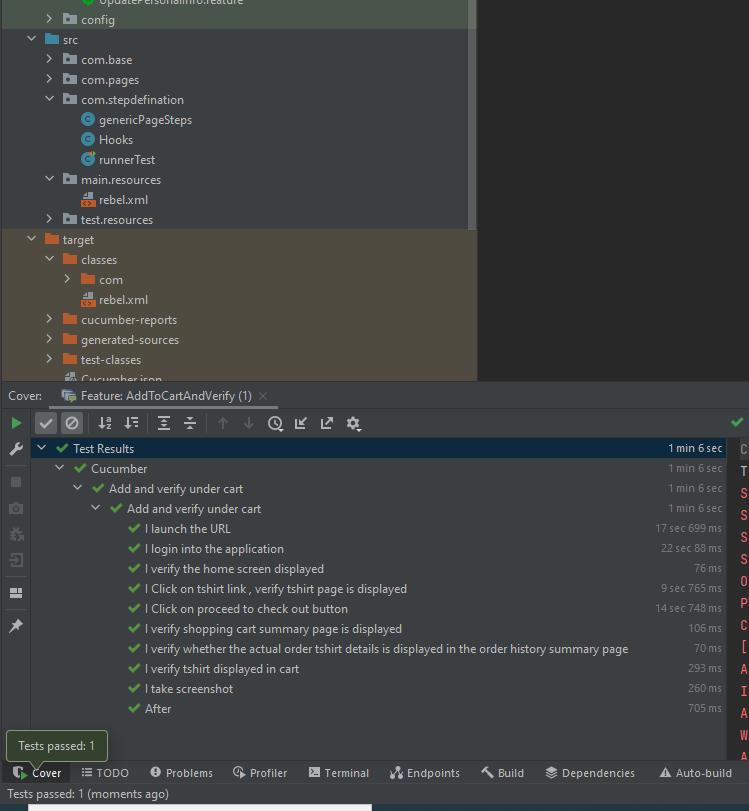 UpdatePersonalInfo.feature
config
src
com.base
com.pages
com.stepdefination
genericPageSteps
Hooks
runnerTest
main.resources
rebel.xml
test.resources
target
classes
com
rebel.xml
cucumber-reports
generated-sources
test-classes
Cucumber.json
Cover: Feature: AddToCartAndVerify (1)
Test Results 1 min 6 sec C
Cucumber 1 min 6 sec T
Add and verify under cart 1 min 6 sec S
Add and verify under cart 1 min 6 sec S
I launch the URL 17 sec 699 ms S
I login into the application 22 sec 88 ms S
I verify the home screen displayed 76 ms O
I Click on tshirt link , verify tshirt page is displayed 9 sec 765 ms P
I Click on proceed to check out button 14 sec 748 ms C
I verify shopping cart summary page is displayed 106 ms [
I verify whether the actual order tshirt details is displayed in the order history summary page 70 ms A
I verify tshirt displayed in cart 293 ms I
I take screenshot 260 ms A
After 705 ms W
A
Tests passed: 1
Cover TODO Problems Profiler Terminal Endpoints Build Dependencies Auto-build
Tests passed: 1 (moments ago)